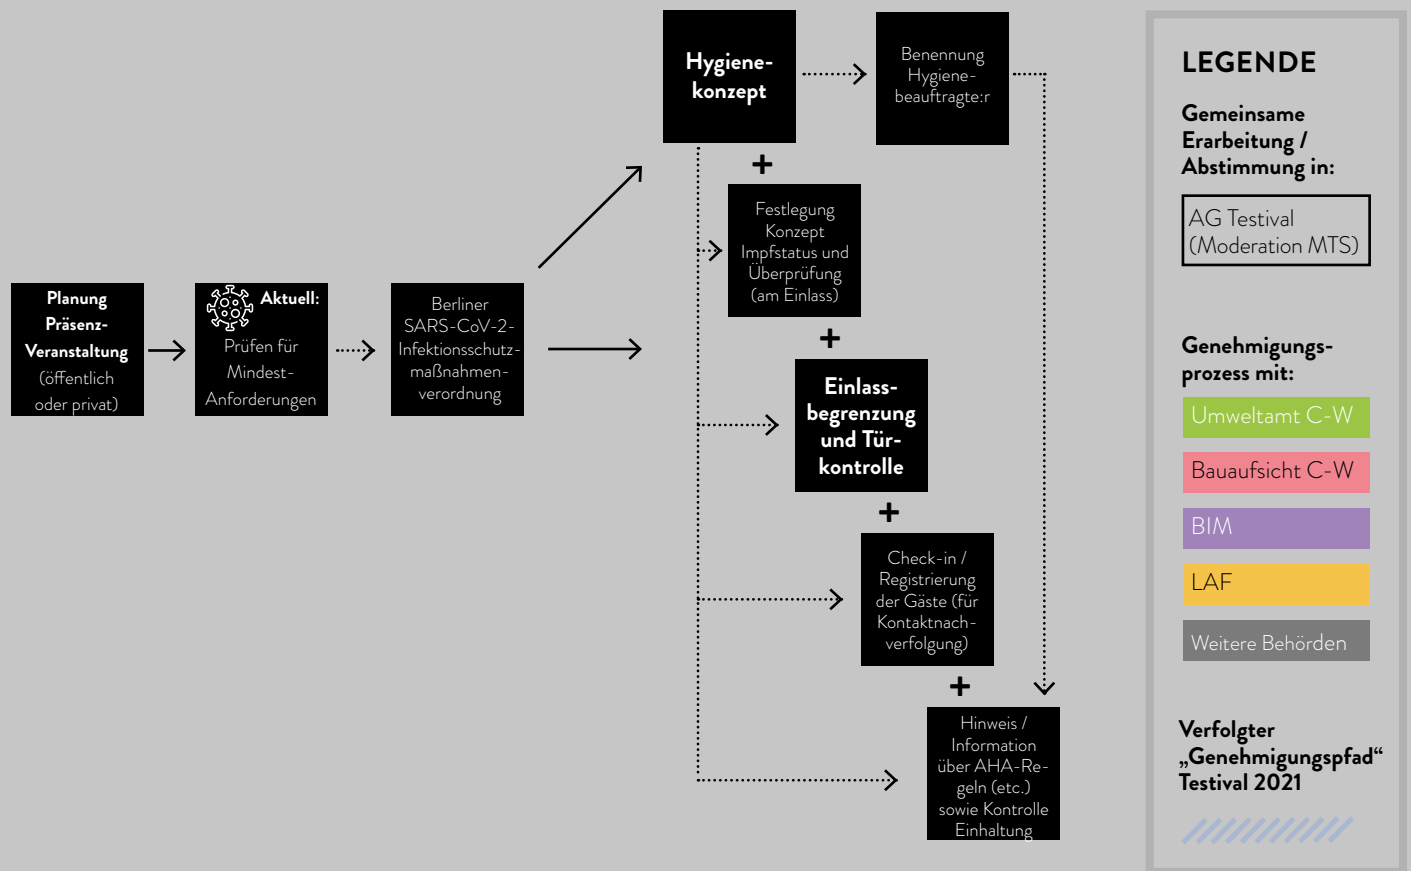 Planung
Präsenz-
Veranstaltung
(öffentlich
oder privat)
Aktuell:
Prüfen für
Mindest-
Anforderungen
Berliner
SARS-CoV-2-
Infektionsschutz-
maßnahmen-
verordnung
Hygiene-
konzept
Benennung
Hygiene-
beauftragte:r
+
Festlegung
Konzept
Impfstatus und
Überprüfung
(am Einlass)
+
Einlass-
begrenzung
und Tür-
kontrolle
+
Check-in /
Registrierung
der Gäste (für
Kontaktnach-
verfolgung)
+
Hinweis /
Information
über AHA-Re-
geln (etc.)
sowie Kontrolle
Einhaltung
LEGENDE
Gemeinsame
Erarbeitung /
Abstimmung in:
AG Testival
(Moderation MTS)
Genehmigungs-
prozess mit:
Umweltamt C-W
Bauaufsicht C-W
BIM
LAF
Weitere Behörden
Verfolgter
„Genehmigungspfad“
Testival 2021